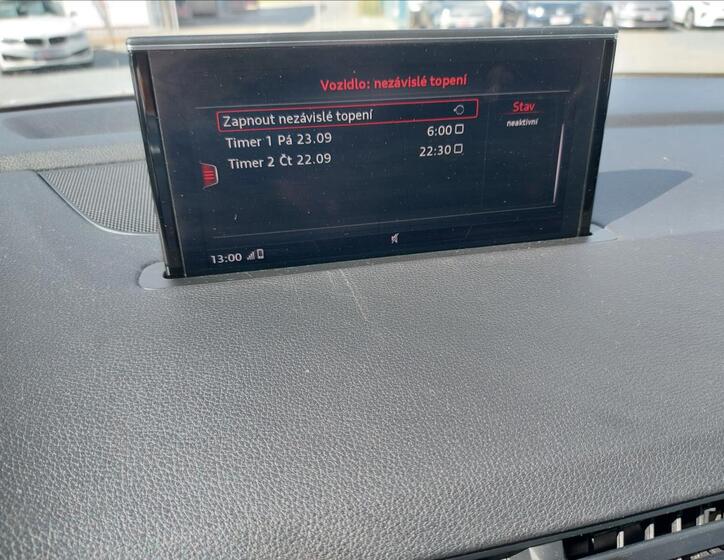 Vozidlo: nezávislé topení
Zapnout nezávislé topení
Timer 1 Pá 23.09 6:00
Timer 2 Čt 22.09 22:30
Stav
neaktivní
13:00